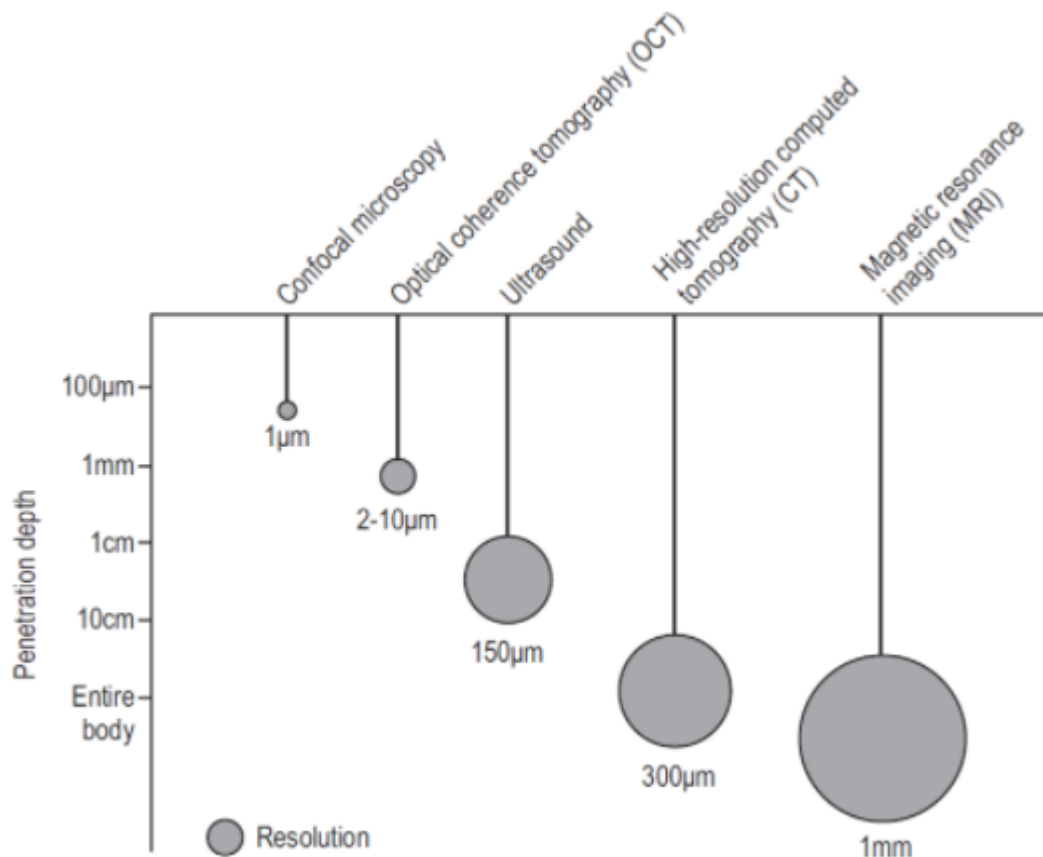 Confocal microscopy
Optical coherence tomography (OCT)
Ultrasound
High-resolution computed
tomography (CT)
Magnetic resonance
imaging (MRI)
Penetration depth
100µm
1mm
1cm
10cm
Entire
body
1µm
2-10µm
150µm
300µm
1mm
Resolution